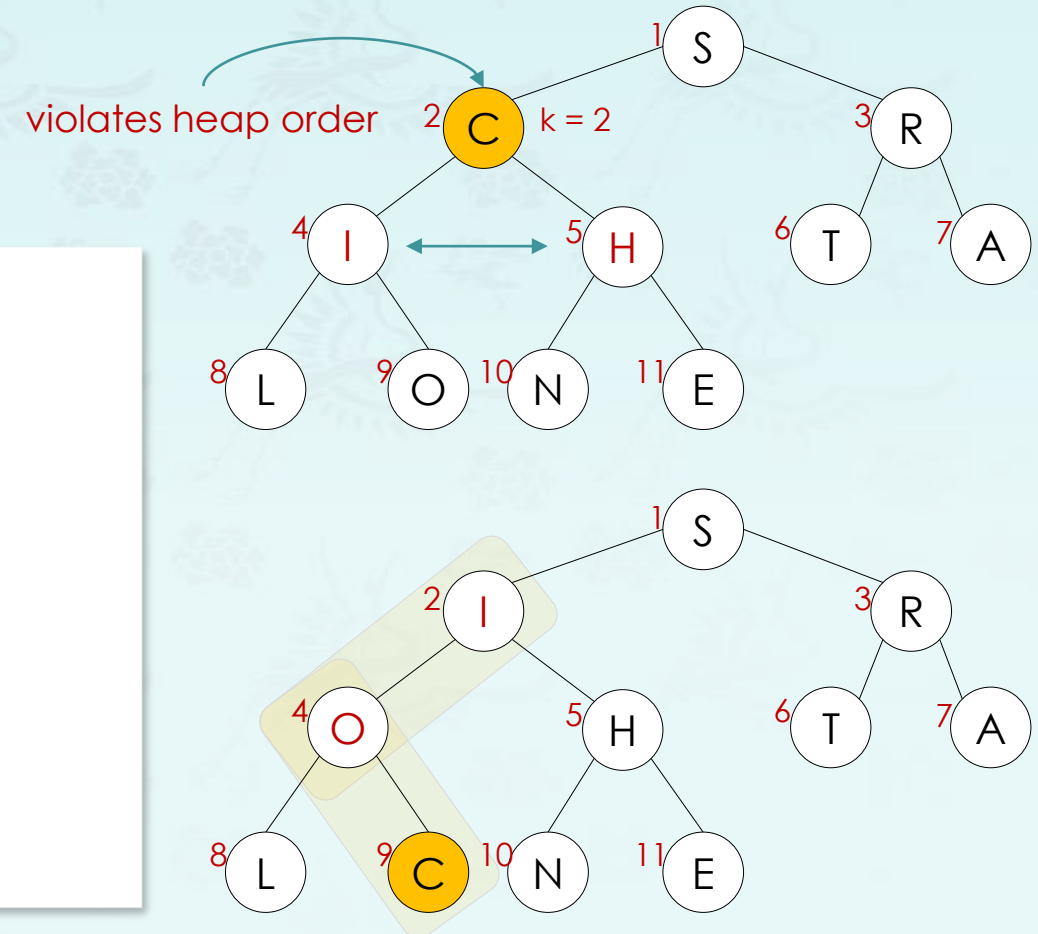 1 S
violates heap order 2 C k = 2 3 R
4 I 5 H 6 T 7 A
8 L 9 O 10 N 11 E
1 S
2 I 3 R
4 O 5 H 6 T 7 A
8 L 9 C 10 N 11 E